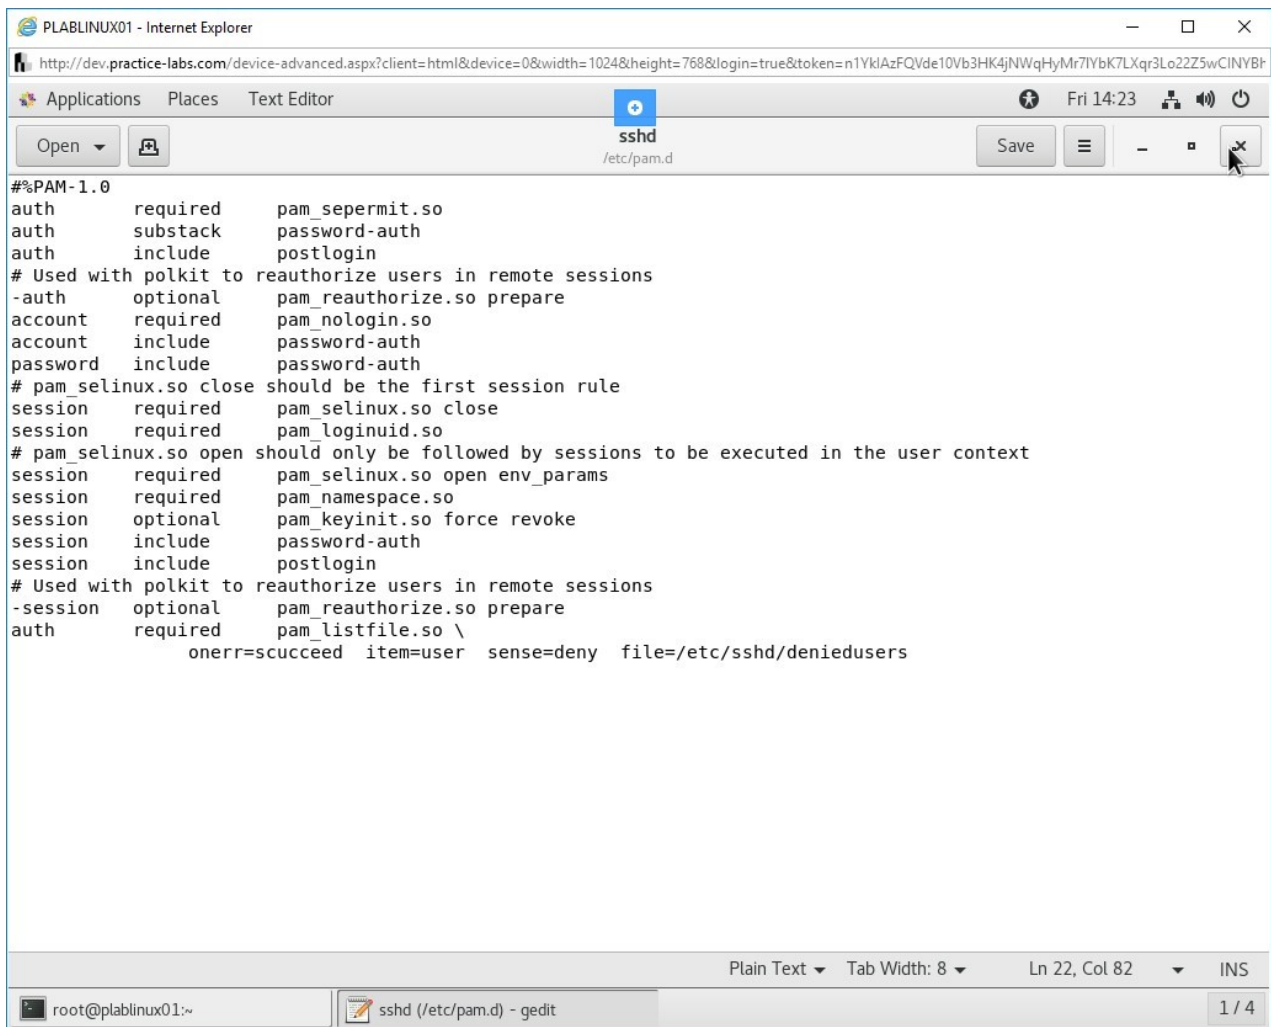 PLABLINUX01 - Internet Explorer
http://dev.practice-labs.com/device-advanced.aspx?client=html&device=0&width=1024&height=768&login=true&token=n1YklAzFQVde10Vb3HK4jNWqHyMr7IYbK7LXqr3Lo22Z5wCINYBh
Applications Places Text Editor Fri 14:23
Open sshd Save
/etc/pam.d
#%PAM-1.0
auth required pam_sepermit.so
auth substack password-auth
auth include postlogin
# Used with polkit to reauthorize users in remote sessions
-auth optional pam_reauthorize.so prepare
account required pam_nologin.so
account include password-auth
password include password-auth
# pam_selinux.so close should be the first session rule
session required pam_selinux.so close
session required pam_loginuid.so
# pam_selinux.so open should only be followed by sessions to be executed in the user context
session required pam_selinux.so open env_params
session required pam_namespace.so
session optional pam_keyinit.so force revoke
session include password-auth
session include postlogin
# Used with polkit to reauthorize users in remote sessions
-session optional pam_reauthorize.so prepare
auth required pam_listfile.so \
onerr=scucceed item=user sense=deny file=/etc/sshd/deniedusers
Plain Text Tab Width: 8 Ln 22, Col 82 INS
root@plablinux01:~ sshd (/etc/pam.d) - gedit 1 / 4